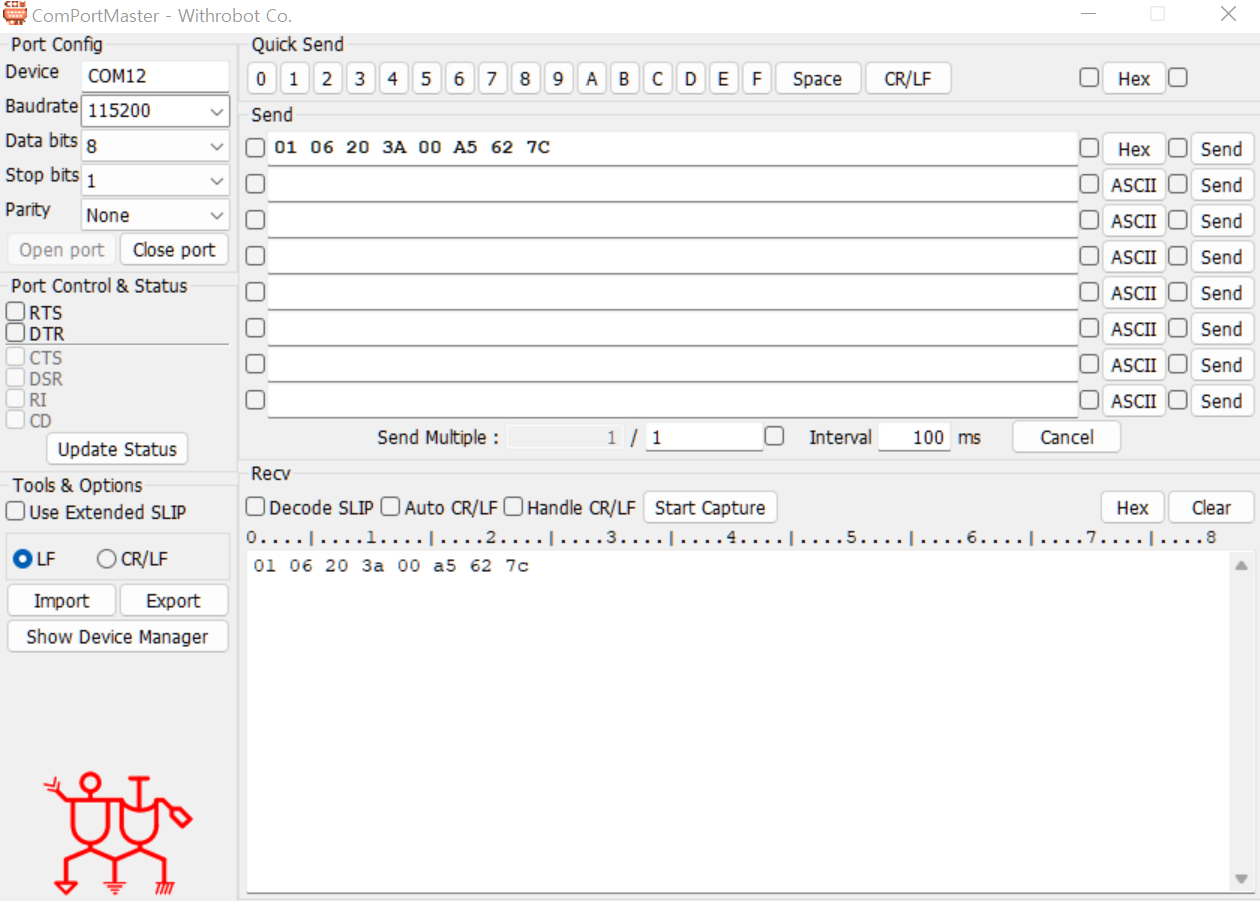 ComPortMaster - Withrobot Co.
Port Config
Device COM12
Baudrate 115200
Data bits 8
Stop bits 1
Parity None
Open port Close port
Port Control & Status
RTS
DTR
CTS
DSR
RI
CD
Update Status
Tools & Options
Use Extended SLIP
LF CR/LF
Import Export
Show Device Manager
Quick Send
0 1 2 3 4 5 6 7 8 9 A B C D E F Space CR/LF Hex
Send
01 06 20 3A 00 A5 62 7C Hex Send
ASCII Send
ASCII Send
ASCII Send
ASCII Send
ASCII Send
ASCII Send
ASCII Send
Send Multiple : 1 / 1 Interval 100 ms Cancel
Recv
Decode SLIP Auto CR/LF Handle CR/LF Start Capture Hex Clear
0....|....1....|....2....|....3....|....4....|....5....|....6....|....7....|....8
01 06 20 3a 00 a5 62 7c